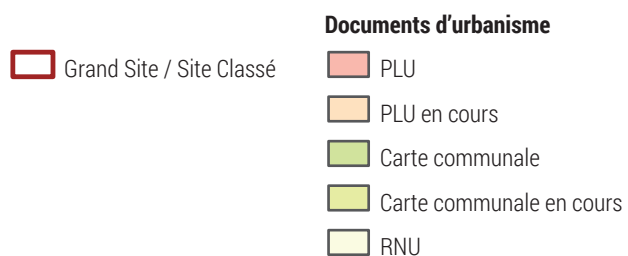 Documents d’urbanisme
Grand Site / Site Classé
PLU
PLU en cours
Carte communale
Carte communale en cours
RNU